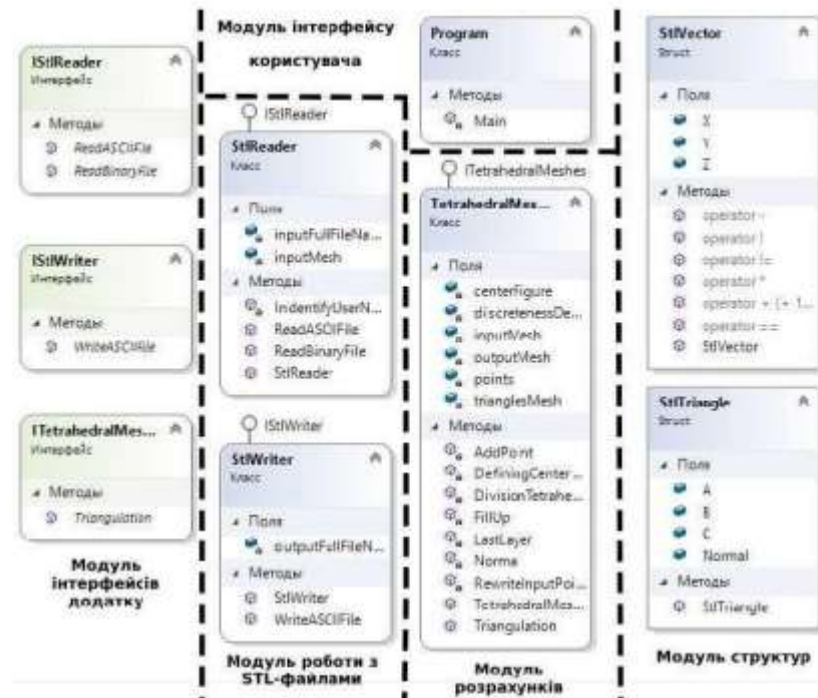 IStlReader
Интерфейс
Методы
ReadASCIIFile
ReadBinaryFile
IStlWriter
Интерфейс
Методы
WriteASCIIFile
ITetrahedralMes...
Интерфейс
Методы
Triangulation
Модуль
інтерфейсів
додатку
Модуль інтерфейсу
користувача
IStlReader
StlReader
Класс
Поля
inputFullFileNa...
inputMesh
Методы
IndentifyUserN...
ReadASCIIFile
ReadBinaryFile
StlReader
IStlWriter
StlWriter
Класс
Поля
outputFullFileN...
Методы
StlWriter
WriteASCIIFile
Модуль роботи з
STL-файлами
Program
Класс
Методы
Main
ITetrahedralMeshes
TetrahedralMes...
Класс
Поля
centerFigure
discretenessDe...
inputMesh
outputMesh
points
trianglesMesh
Методы
AddPoint
DefiningCenter...
DivisionTetrahe...
FillUp
LastLayer
Norma
RewriteInputPoi...
TetrahedralMes...
Triangulation
Модуль
розрахунків
StlVector
Struct
Поля
X
Y
Z
Методы
operator -
operator
operator !=
operator *
operator + (+ 1...
operator ==
StlVector
StlTriangle
Struct
Поля
A
B
C
Normal
Методы
StlTriangle
Модуль структур